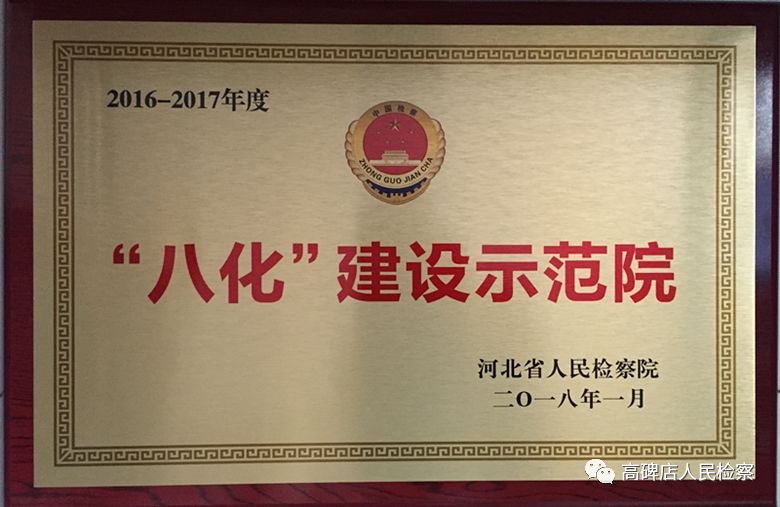 2016-2017年度
中国检察
ZHONG GUO JIAN CHA
“八化”建设示范院
河北省人民检察院
二O一八年一月
高碑店人民检察